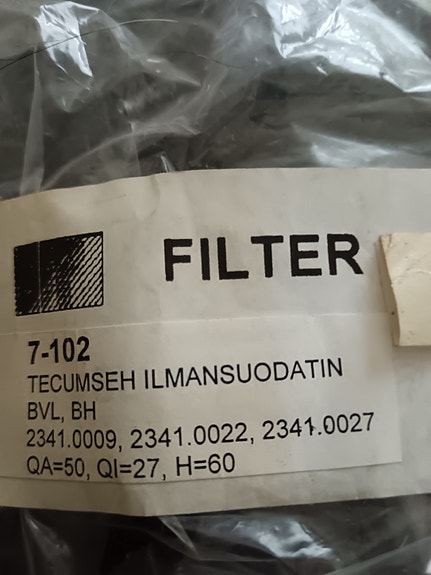 FILTER
7-102
TECUMSEH ILMANSUODATIN
BVL, BH
2341.0009, 2341.0022, 2341.0027
QA=50, QI=27, H=60